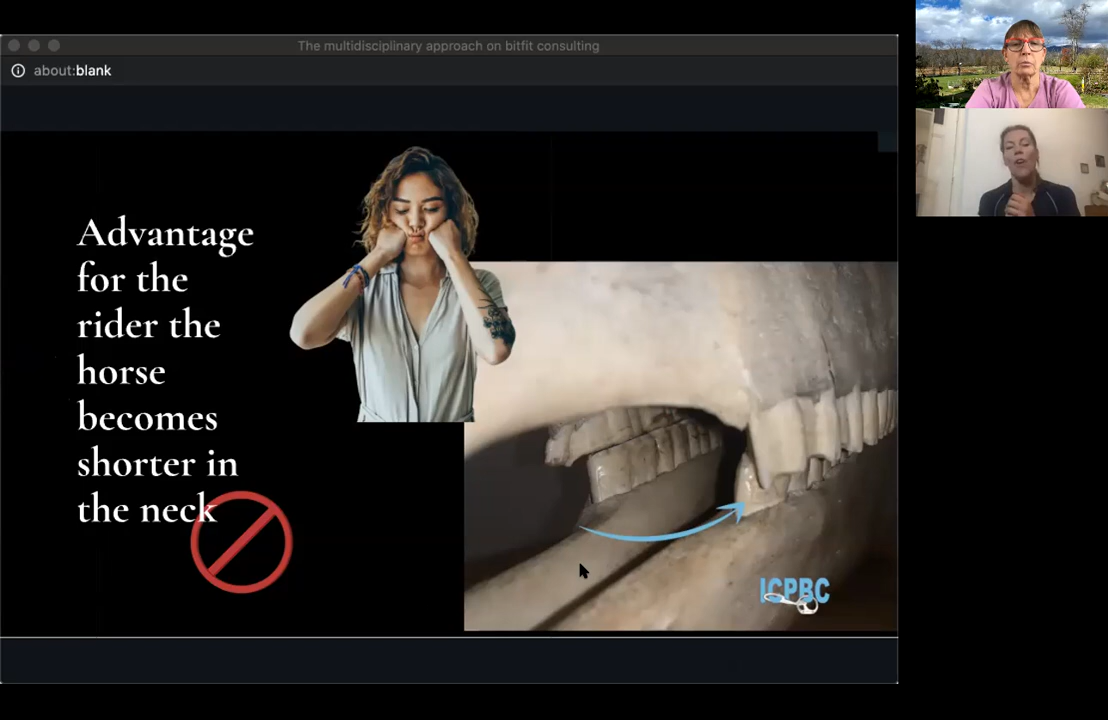 The multidisciplinary approach on bitfit consulting
about:blank
Advantage
for the
rider the
horse
becomes
shorter in
the neck
ICPBC